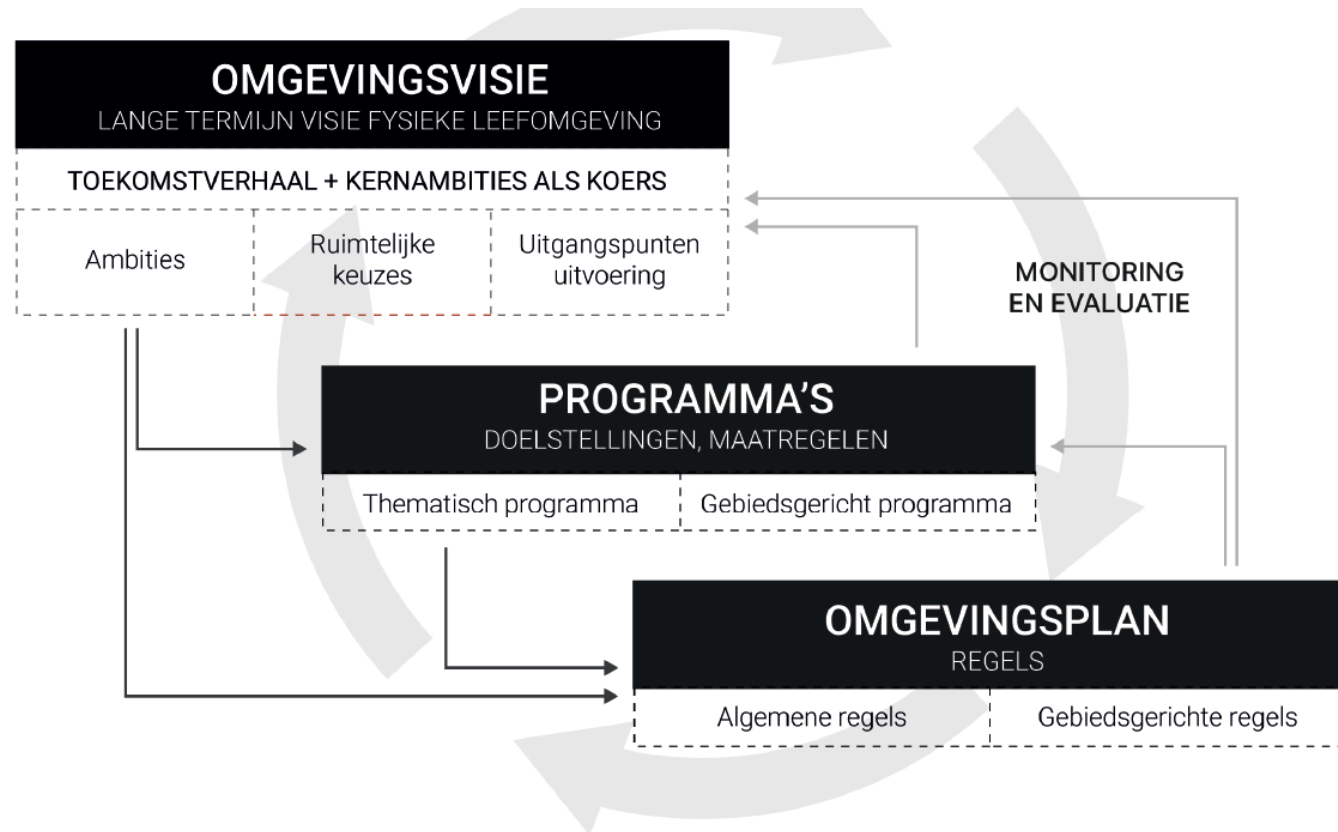 OMGEVINGSVISIE
LANGE TERMIJN VISIE FYSIEKE LEEFOMGEVING
TOEKOMSTVERHAAL + KERNAMBITIES ALS KOERS
Ambities
Ruimtelijke
keuzes
Uitgangspunten
uitvoering
MONITORING
EN EVALUATIE
PROGRAMMA'S
DOELSTELLINGEN, MAATREGELEN
Thematisch programma
Gebiedsgericht programma
OMGEVINGSPLAN
REGELS
Algemene regels
Gebiedsgerichte regels